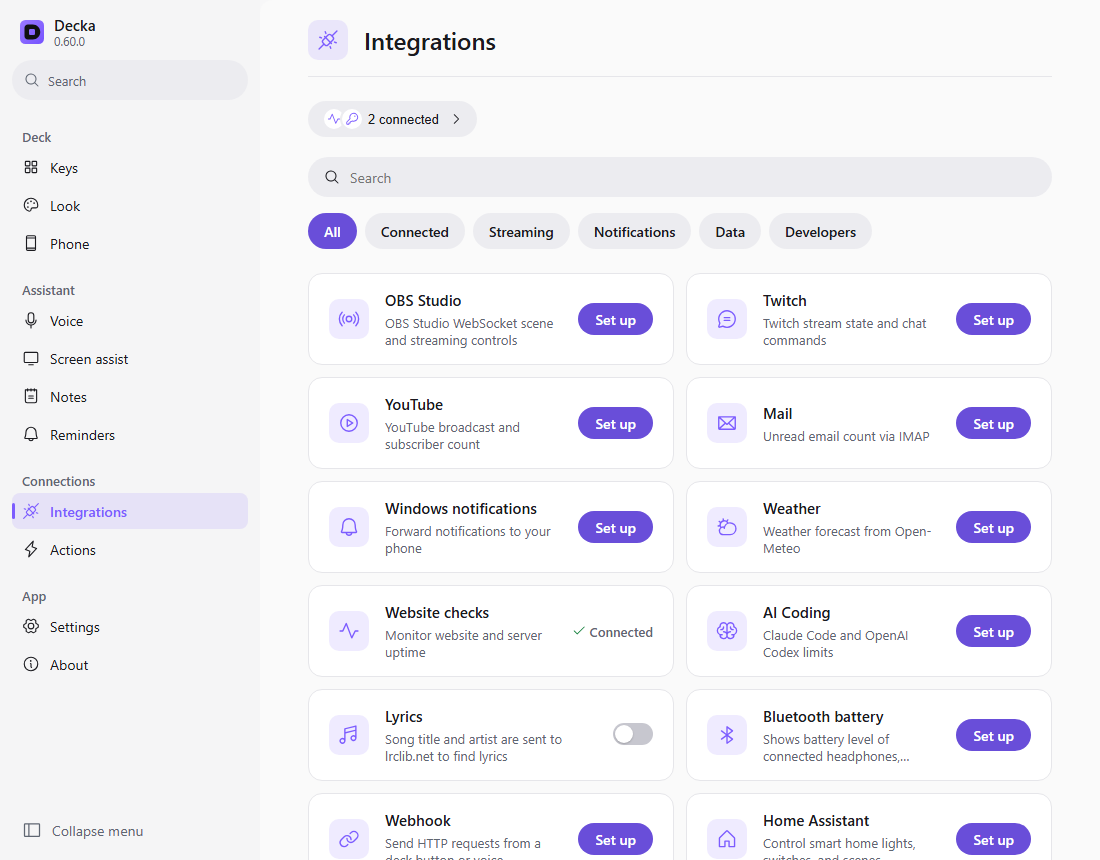 Decka
0.60.0
Search
Deck
Keys
Look
Phone
Assistant
Voice
Screen assist
Notes
Reminders
Connections
Integrations
Actions
App
Settings
About
Collapse menu
Integrations
2 connected
Search
All
Connected
Streaming
Notifications
Data
Developers
OBS Studio
OBS Studio WebSocket scene
and streaming controls
Set up
Twitch
Twitch stream state and chat
commands
Set up
YouTube
YouTube broadcast and
subscriber count
Set up
Mail
Unread email count via IMAP
Set up
Windows notifications
Forward notifications to your
phone
Set up
Weather
Weather forecast from Open-
Meteo
Set up
Website checks
Monitor website and server
uptime
Connected
AI Coding
Claude Code and OpenAI
Codex limits
Set up
Lyrics
Song title and artist are sent to
lrclib.net to find lyrics
Bluetooth battery
Shows battery level of
connected headphones,...
Set up
Webhook
Send HTTP requests from a
deck button or voice
Set up
Home Assistant
Control smart home lights,
switches, and scenes
Set up